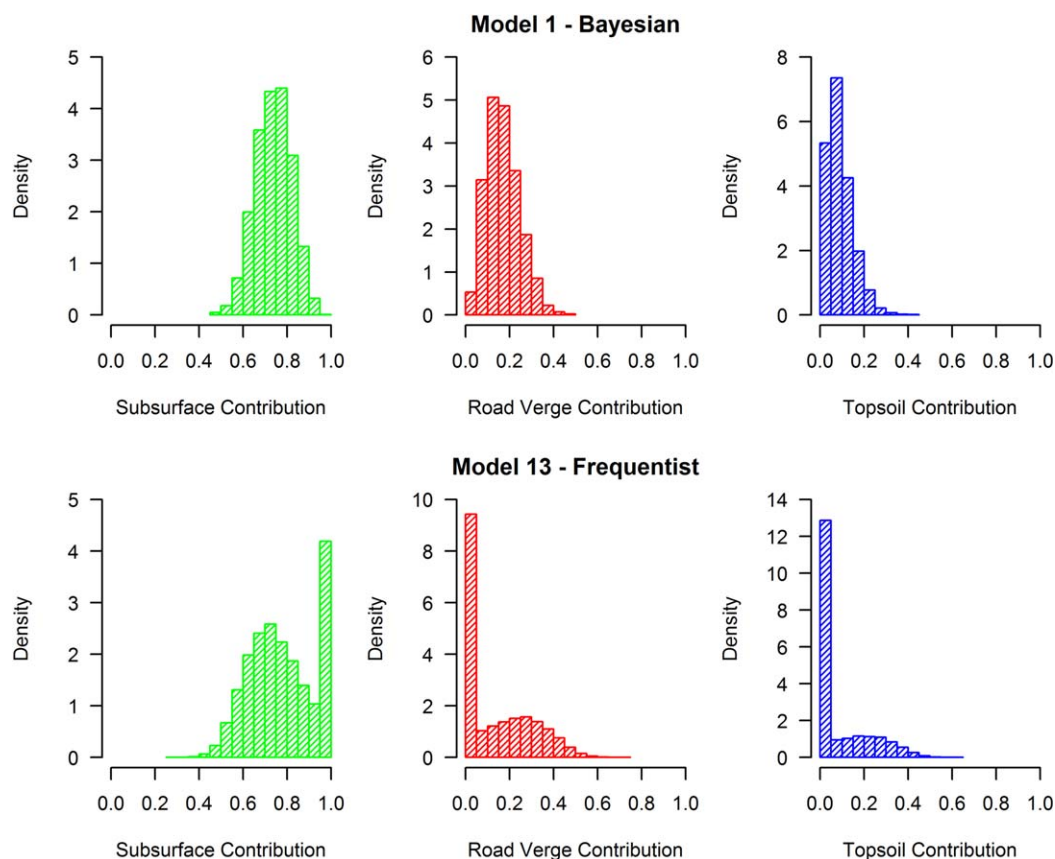 Model 1 - Bayesian
5
4
3
2
1
0
Density
0.0 0.2 0.4 0.6 0.8 1.0
Subsurface Contribution
6
5
4
3
2
1
0
Density
0.0 0.2 0.4 0.6 0.8 1.0
Road Verge Contribution
8
6
4
2
0
Density
0.0 0.2 0.4 0.6 0.8 1.0
Topsoil Contribution
Model 13 - Frequentist
5
4
3
2
1
0
Density
0.0 0.2 0.4 0.6 0.8 1.0
Subsurface Contribution
10
8
6
4
2
0
Density
0.0 0.2 0.4 0.6 0.8 1.0
Road Verge Contribution
14
12
10
8
6
4
2
0
Density
0.0 0.2 0.4 0.6 0.8 1.0
Topsoil Contribution